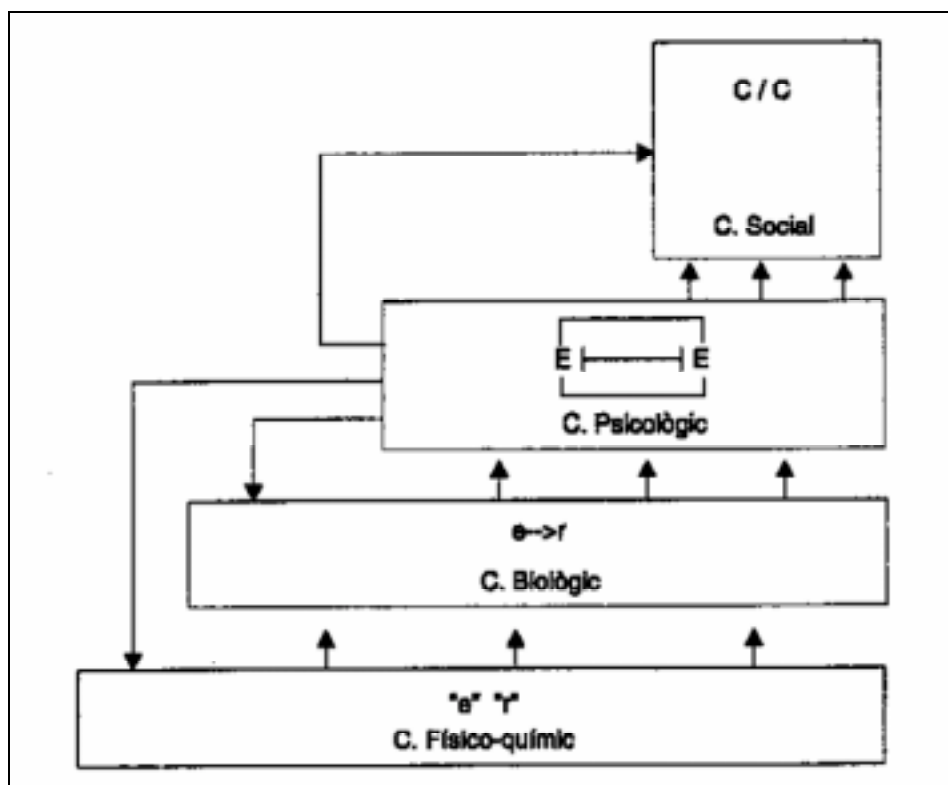 C / C
C. Social
E E
C. Psicològic
e-->r
C. Biològic
"e" "r"
C. Físico-químic